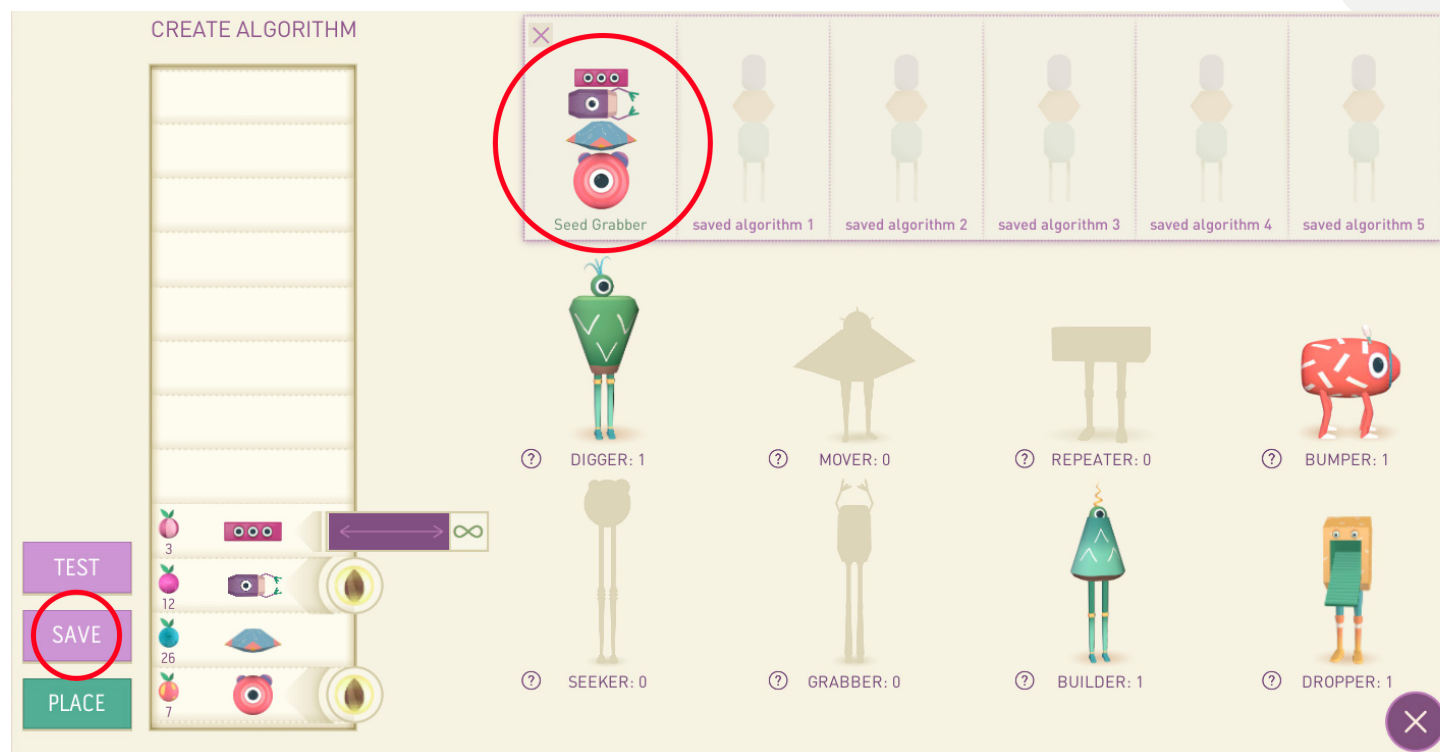 CREATE ALGORITHM
Seed Grabber
saved algorithm 1
saved algorithm 2
saved algorithm 3
saved algorithm 4
saved algorithm 5
? DIGGER: 1
? MOVER: 0
? REPEATER: 0
? BUMPER: 1
3
TEST
12
SAVE
26
? SEEKER: 0
? GRABBER: 0
? BUILDER: 1
? DROPPER: 1
PLACE
7